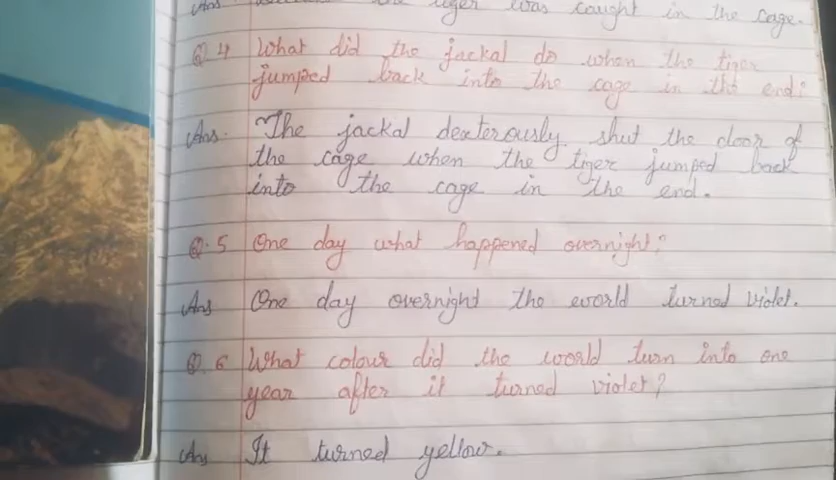 Ans. the tiger was caught in the cage.
Q.4 What did the jackal do when the tiger
jumped back into the cage in the end?
Ans. The jackal dexterously shut the door of
the cage when the tiger jumped back
into the cage in the end.
Q.5 One day what happened overnight?
Ans One day overnight the world turned violet.
Q.6 What colour did the world turn into one
year after it turned violet?
Ans It turned yellow.